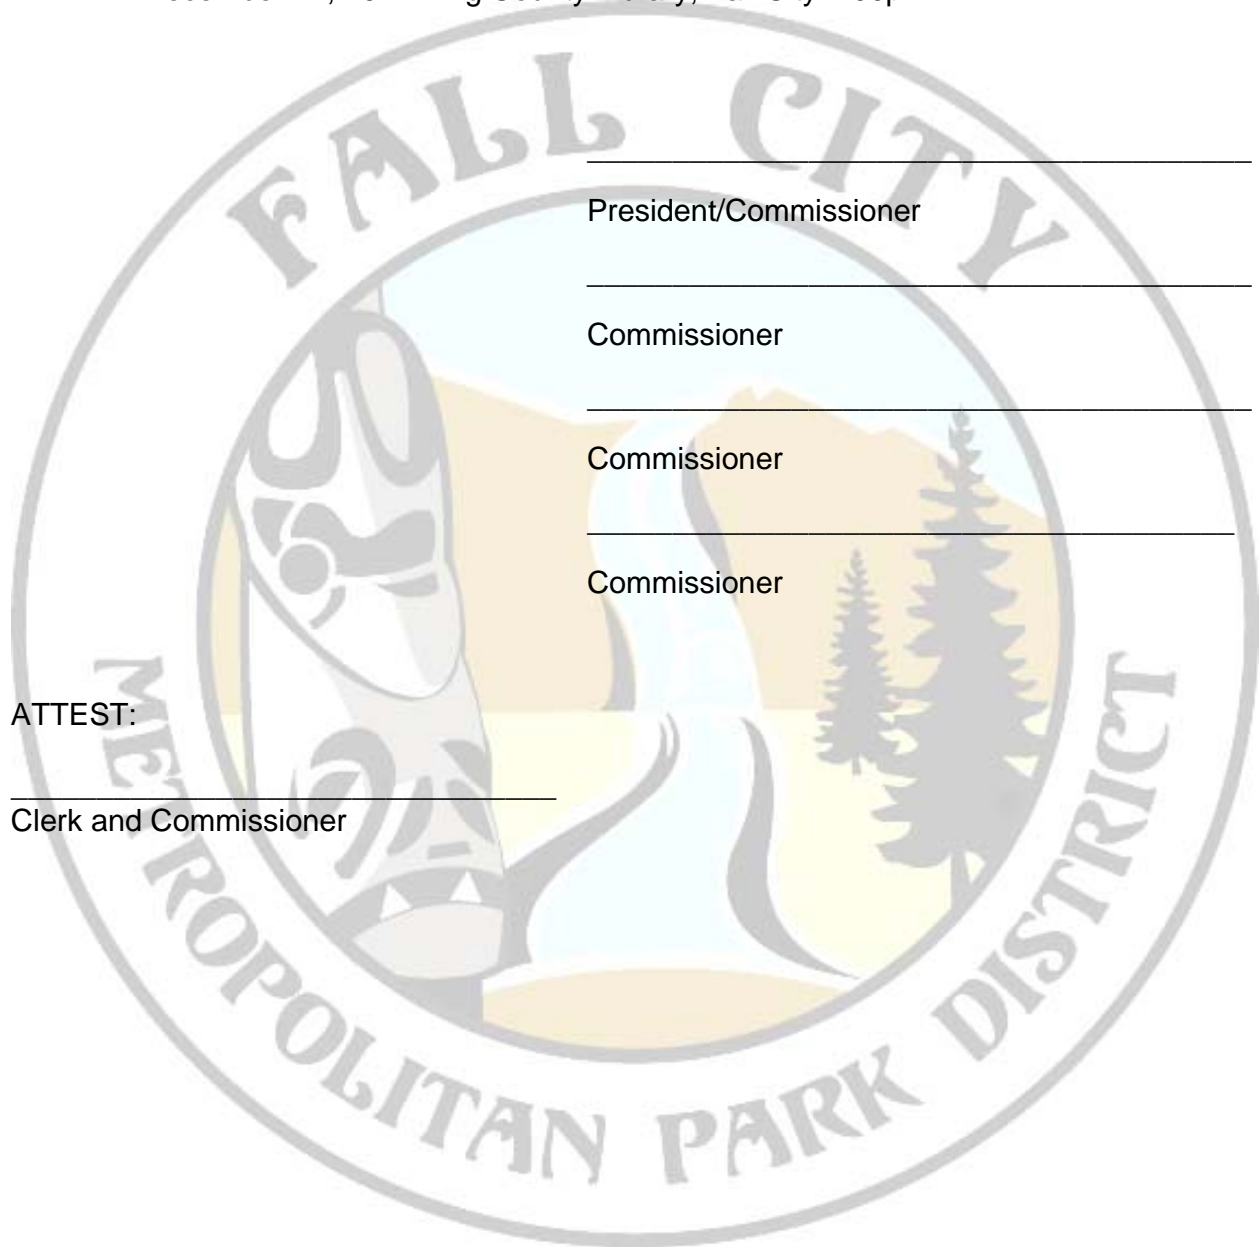 FALL CITY
President/Commissioner
Commissioner
Commissioner
Commissioner
ATTEST:
Clerk and Commissioner
METROPOLITAN PARK DISTRICT